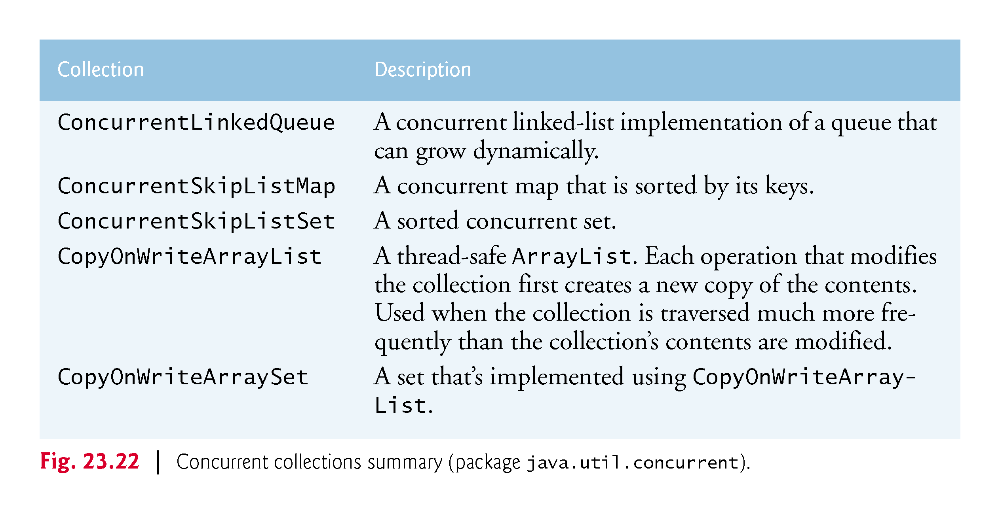 Collection Description
ConcurrentLinkedQueue A concurrent linked-list implementation of a queue that
can grow dynamically.
ConcurrentSkipListMap A concurrent map that is sorted by its keys.
ConcurrentSkipListSet A sorted concurrent set.
CopyOnWriteArrayList A thread-safe ArrayList. Each operation that modifies
the collection first creates a new copy of the contents.
Used when the collection is traversed much more fre-
quently than the collection’s contents are modified.
CopyOnWriteArraySet A set that’s implemented using CopyOnWriteArray-
List.
Fig. 23.22 | Concurrent collections summary (package java.util.concurrent).